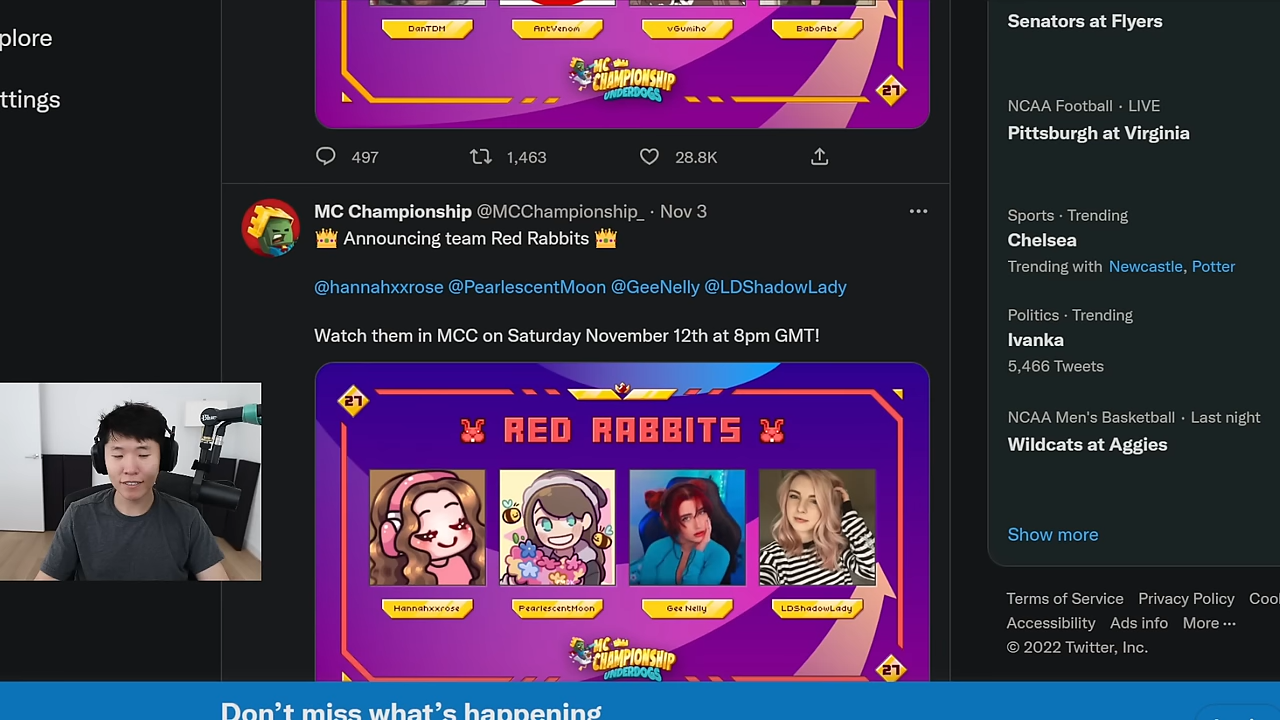 plore
ttings
DanTDM
AntVenom
vGumiho
BaboAbe
MC
CHAMPIONSHIP
UNDERDOGS
27
497
1,463
28.8K
MC Championship @MCChampionship_ · Nov 3
Announcing team Red Rabbits
@hannahxxrose @PearlescentMoon @GeeNelly @LDShadowLady
Watch them in MCC on Saturday November 12th at 8pm GMT!
27
RED RABBITS
Hannahxxrose
PearlescentMoon
Gee Nelly
LDShadowLady
MC
CHAMPIONSHIP
UNDERDOGS
27
Don’t miss what’s happening
Senators at Flyers
NCAA Football · LIVE
Pittsburgh at Virginia
Sports · Trending
Chelsea
Trending with Newcastle, Potter
Politics · Trending
Ivanka
5,466 Tweets
NCAA Men's Basketball · Last night
Wildcats at Aggies
Show more
Terms of Service Privacy Policy Cool
Accessibility Ads info More ···
© 2022 Twitter, Inc.